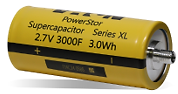 PowerStor
Supercapacitor Series XL
2.7V 3000F 3.0Wh